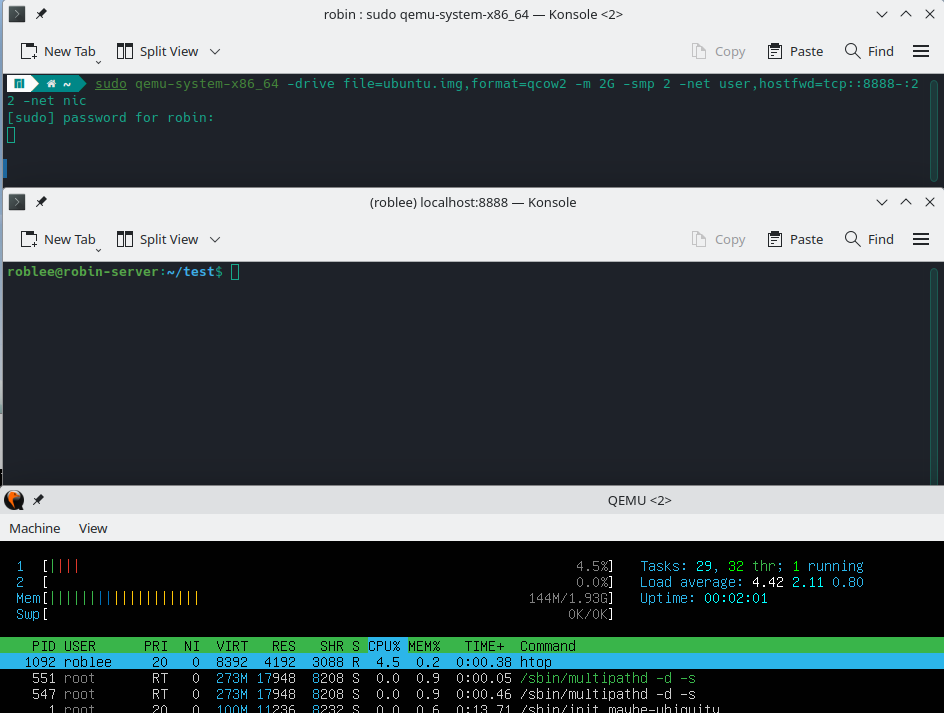 robin : sudo qemu-system-x86_64 — Konsole <2>
New Tab Split View Copy Paste Find
~ sudo qemu-system-x86_64 -drive file=ubuntu.img,format=qcow2 -m 2G -smp 2 -net user,hostfwd=tcp::8888-:2
2 -net nic
[sudo] password for robin:
(roblee) localhost:8888 — Konsole
New Tab Split View Copy Paste Find
roblee@robin-server:~/test$
QEMU <2>
Machine View
1 [|||| 4.5%] Tasks: 29, 32 thr; 1 running
2 [ 0.0%] Load average: 4.42 2.11 0.80
Mem[||||||||||||||||||| 144M/1.93G] Uptime: 00:02:01
Swp[ 0K/0K]
PID USER PRI NI VIRT RES SHR S CPU% MEM% TIME+ Command
1092 roblee 20 0 8392 4192 3088 R 4.5 0.2 0:00.38 htop
551 root RT 0 273M 17948 8208 S 0.0 0.9 0:00.05 /sbin/multipathd -d -s
547 root RT 0 273M 17948 8208 S 0.0 0.9 0:00.46 /sbin/multipathd -d -s
1 root 20 0 100M 11236 8232 S 0.0 0.6 0:13.71 /sbin/init maybe-ubiquity